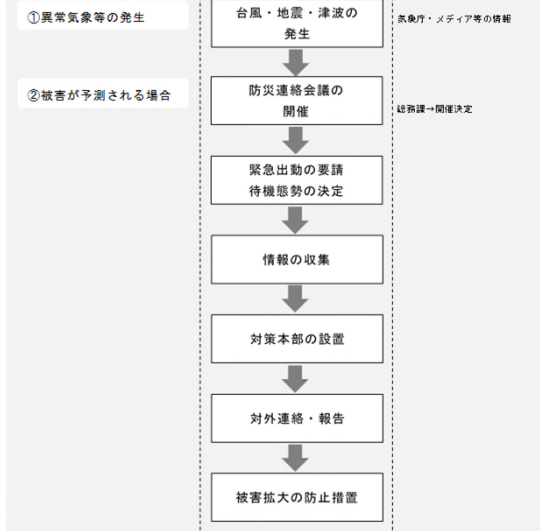 ①異常気象等の発生
台風・地震・津波の
発生
気象庁・メディア等の情報
②被害が予測される場合
防災連絡会議の
開催
総務課→開催決定
緊急出動の要請
待機態勢の決定
情報の収集
対策本部の設置
対外連絡・報告
被害拡大の防止措置